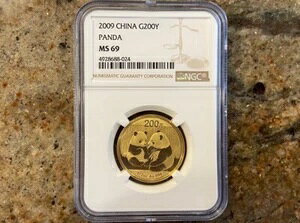 2009 CHINA G200Y
PANDA
MS 69
4928688-024
NUMISMATIC GUARANTY CORPORATION
NGC
200